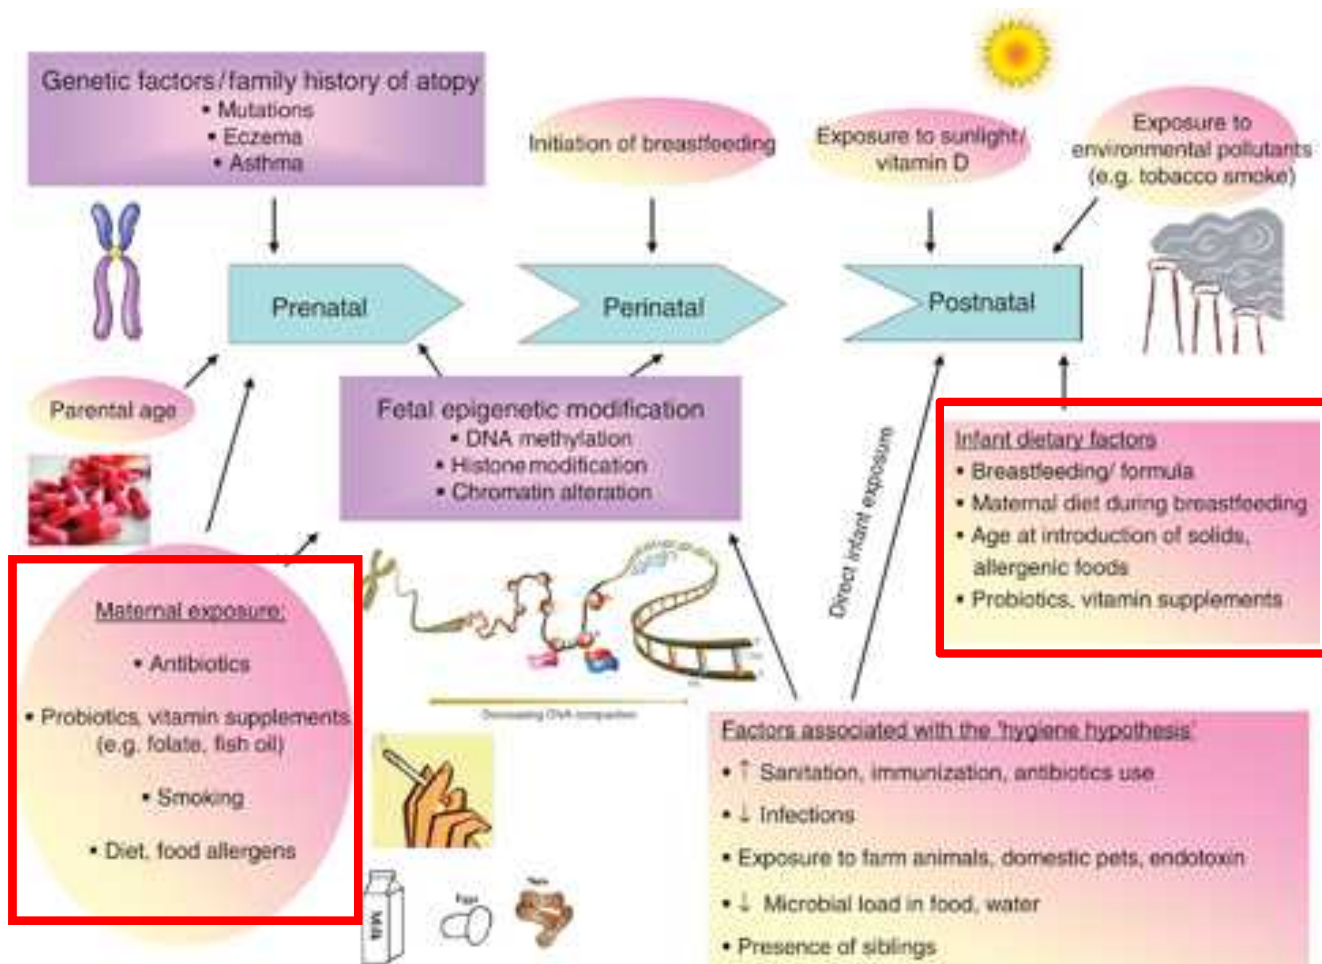 Genetic factors/family history of atopy
▪ Mutations
▪ Eczema
▪ Asthma
Initiation of breastfeeding
Exposure to sunlight/
vitamin D
Exposure to
environmental pollutants
(e.g. tobacco smoke)
Prenatal
Perinatal
Postnatal
Parental age
Fetal epigenetic modification
▪ DNA methylation
▪ Histone modification
▪ Chromatin alteration
Direct infant exposure
Infant dietary factors
• Breastfeeding/ formula
• Maternal diet during breastfeeding
• Age at introduction of solids,
allergenic foods
• Probiotics, vitamin supplements
Maternal exposure:
▪ Antibiotics
▪ Probiotics, vitamin supplements
(e.g. folate, fish oil)
▪ Smoking
▪ Diet, food allergens
Decreasing DNA compaction
Milk
Eggs
Factors associated with the 'hygiene hypothesis'
• ↑ Sanitation, immunization, antibiotics use
• ↓ Infections
• Exposure to farm animals, domestic pets, endotoxin
• ↓ Microbial load in food, water
• Presence of siblings